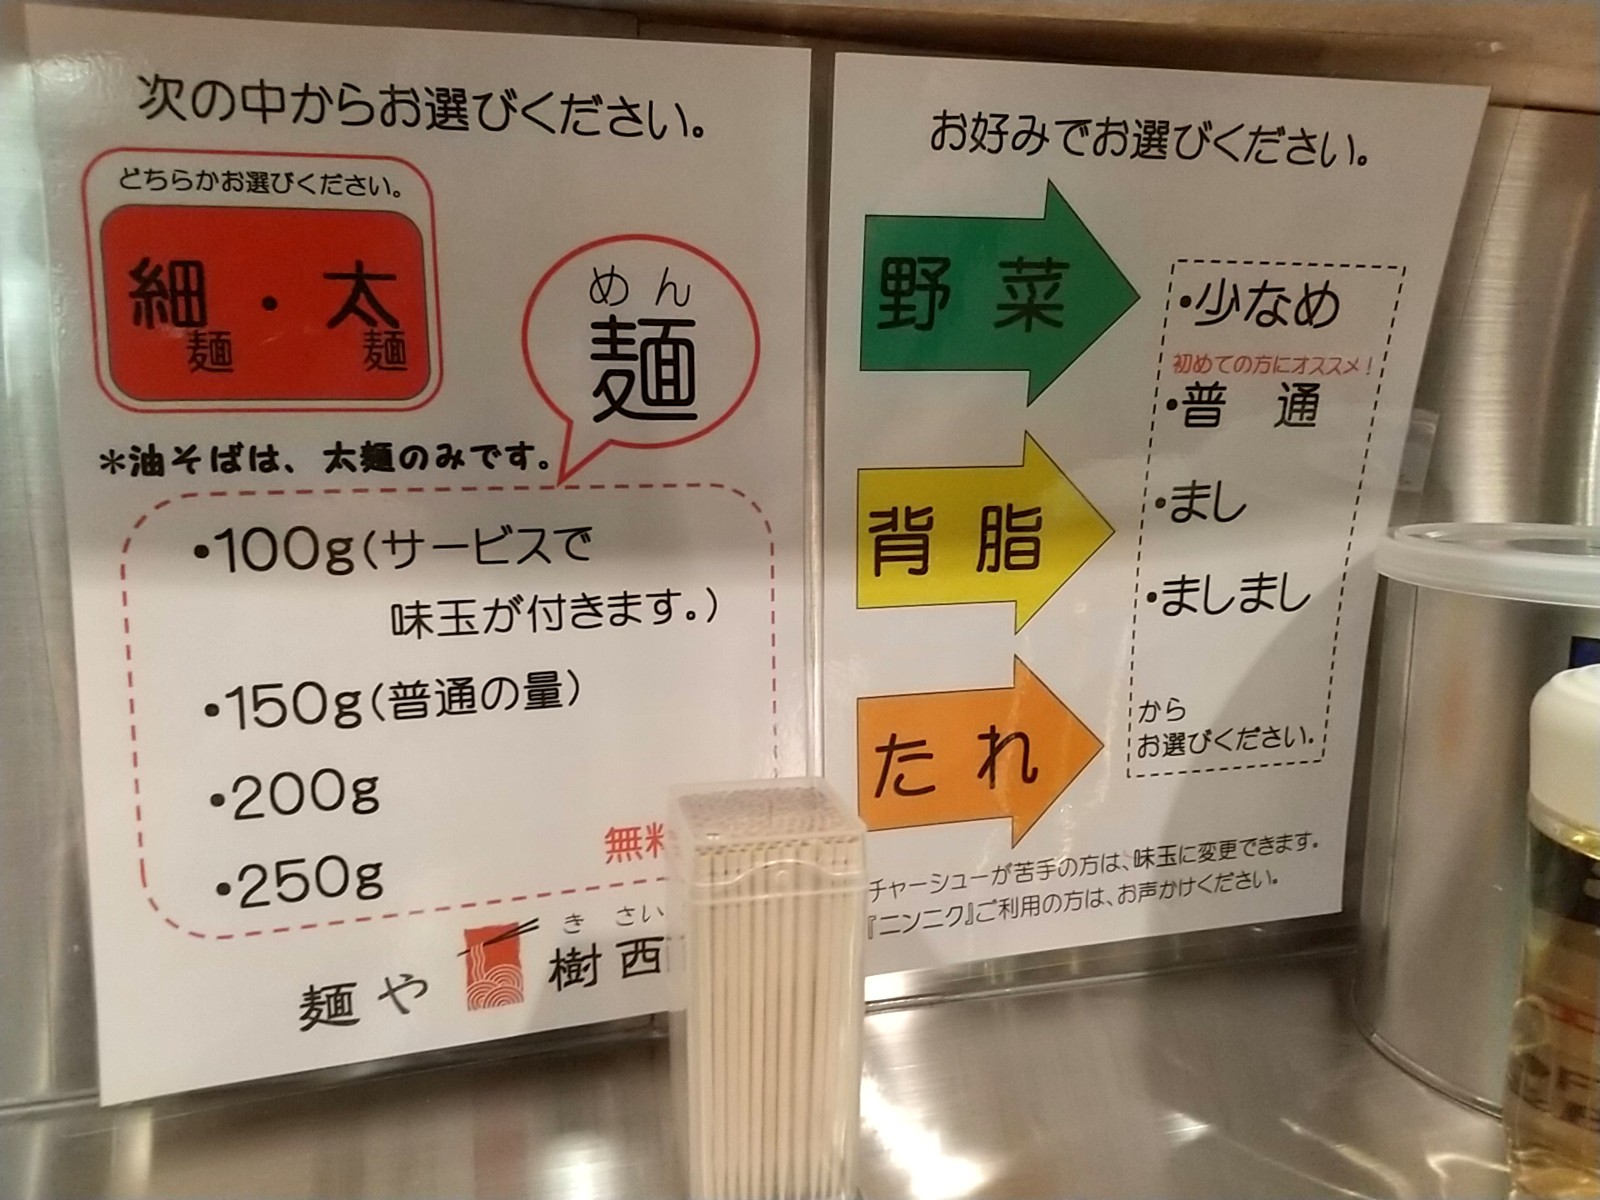 次の中からお選びください。
どちらかお選びください。
細麺・太麺
めん
麺
*油そばは、太麺のみです。
・100g(サービスで
味玉が付きます。)
・150g(普通の量)
・200g
・250g
無料
きさい
麺や 樹西
お好みでお選びください。
野菜
背脂
たれ
・少なめ
初めての方にオススメ!
・普通
・まし
・ましまし
から
お選びください.
チャーシューが苦手の方は、味玉に変更できます。
『ニンニク』ご利用の方は、お声かけください。